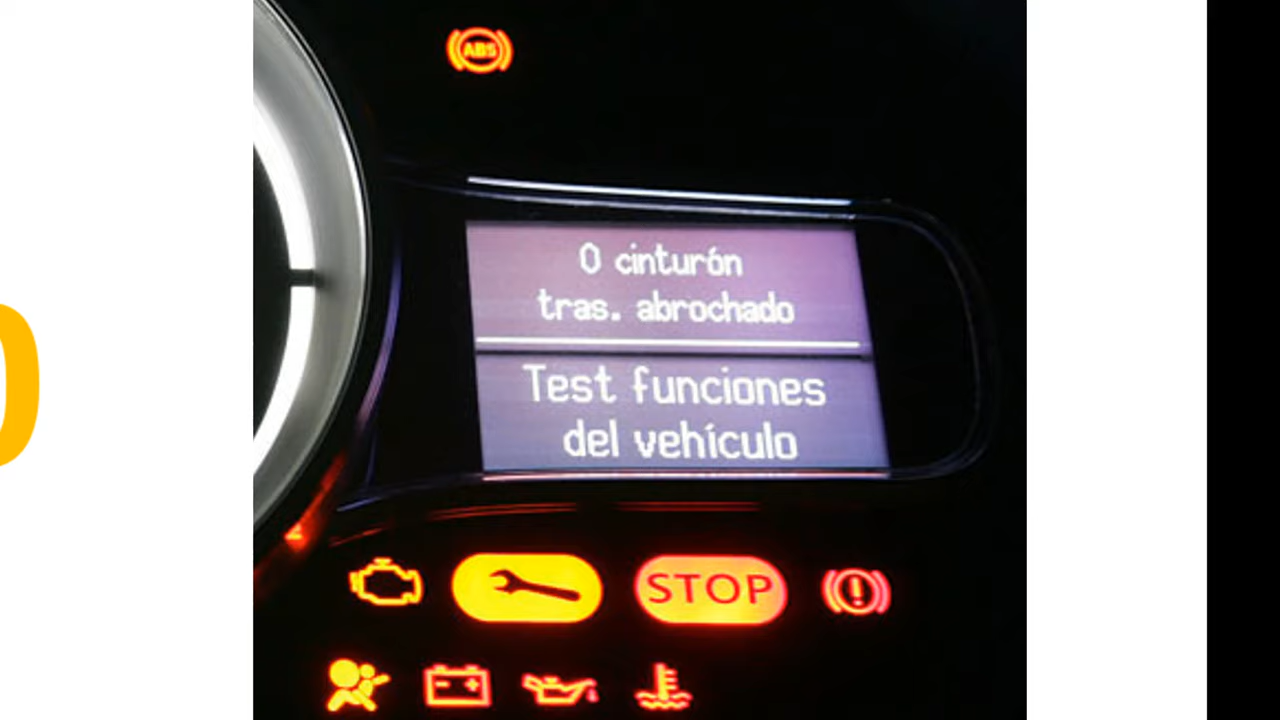 ABS
0 cinturón
tras. abrochado
Test funciones
del vehículo
STOP